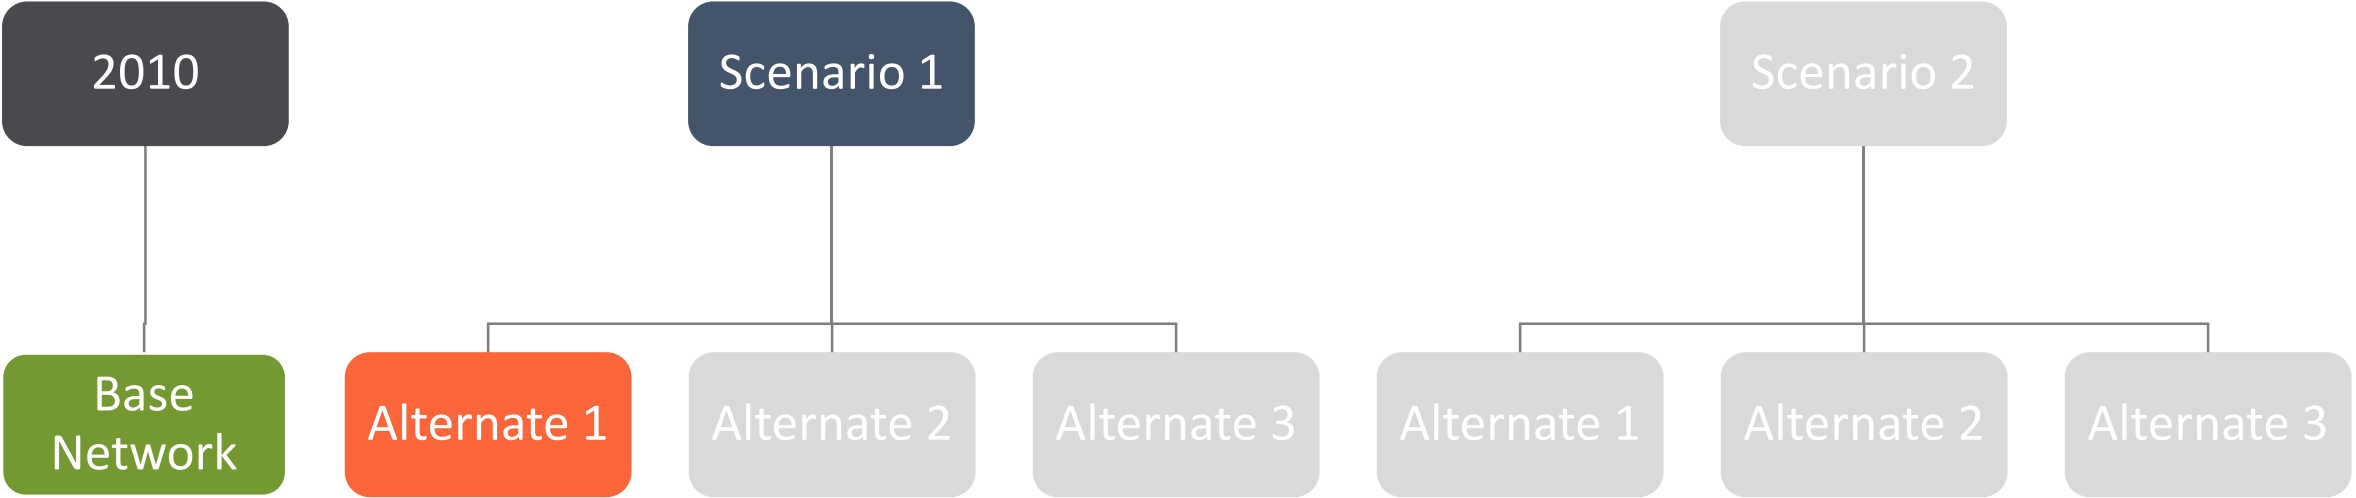 2010
Scenario 1
Scenario 2
Base
Network
Alternate 1
Alternate 2
Alternate 3
Alternate 1
Alternate 2
Alternate 3